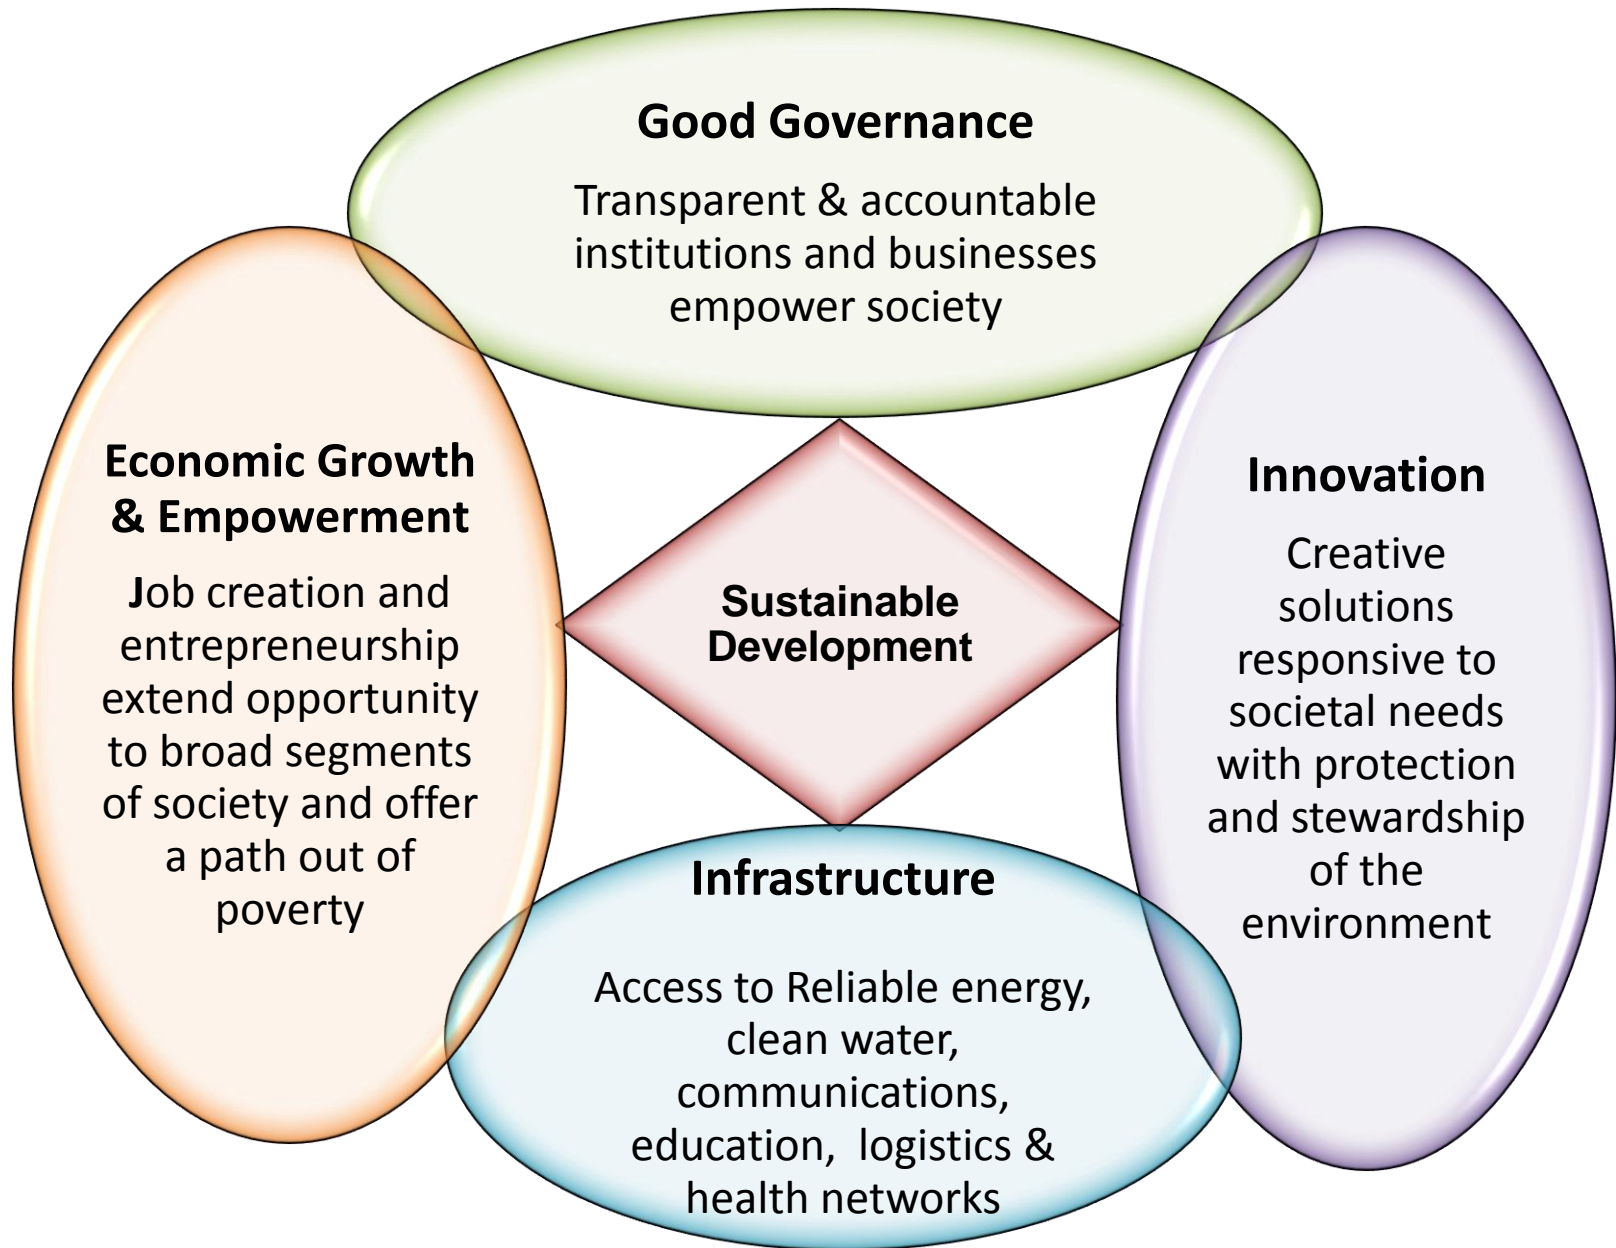 Good Governance
Transparent & accountable
institutions and businesses
empower society
Economic Growth
& Empowerment
Job creation and
entrepreneurship
extend opportunity
to broad segments
of society and offer
a path out of
poverty
Sustainable
Development
Innovation
Creative
solutions
responsive to
societal needs
with protection
and stewardship
of the
environment
Infrastructure
Access to Reliable energy,
clean water,
communications,
education,  logistics &
health networks